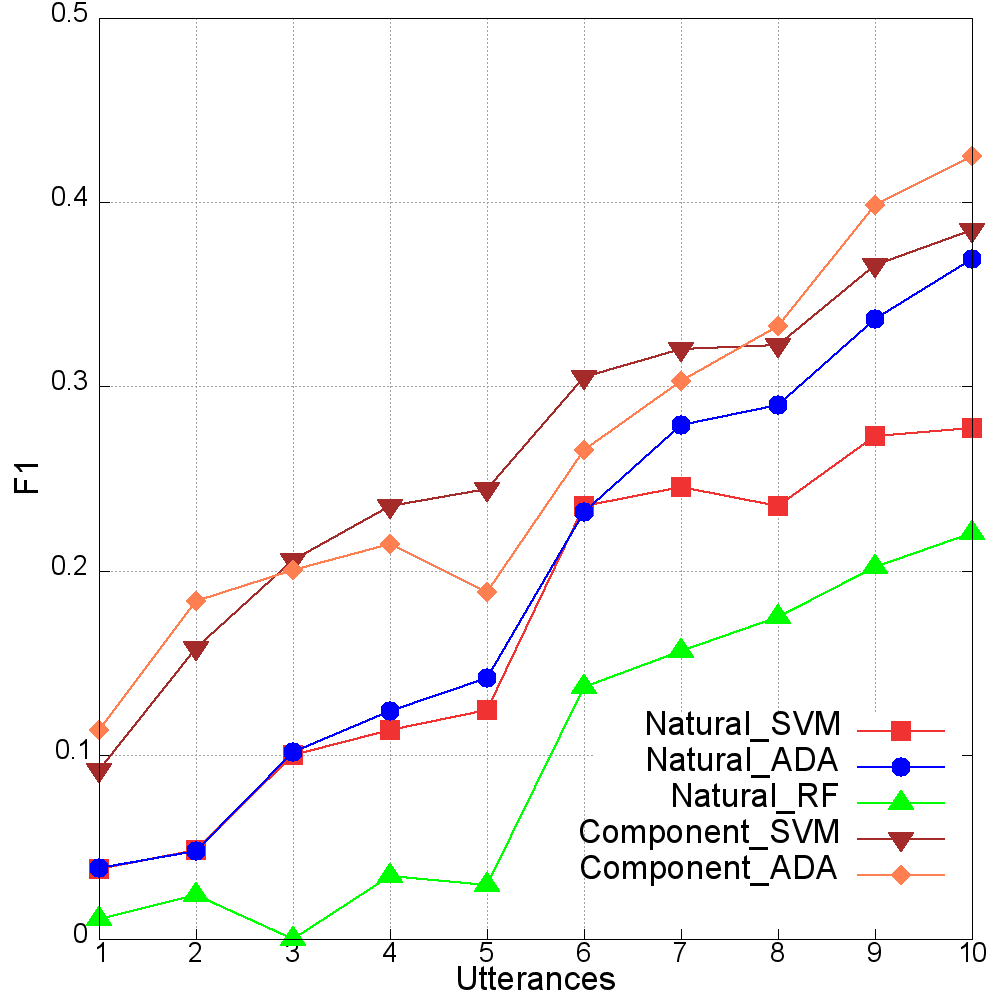 0.5
0.4
0.3
0.2
0.1
0
F1
1 2 3 4 5 6 7 8 9 10
Utterances
Natural_SVM
Natural_ADA
Natural_RF
Component_SVM
Component_ADA